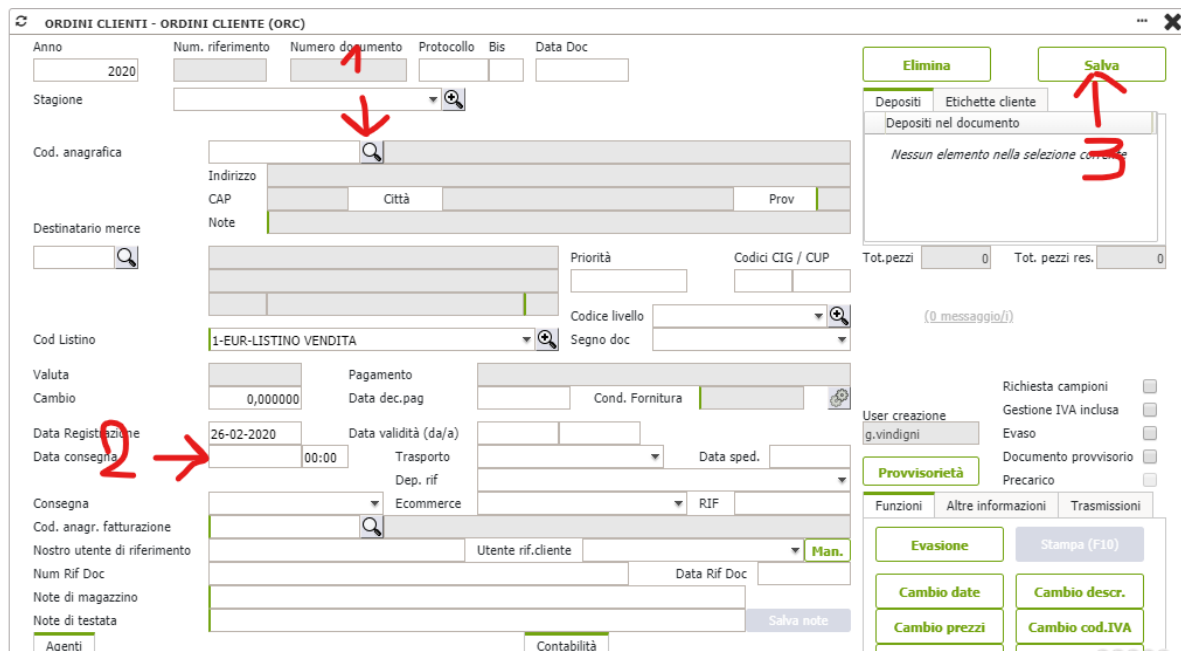 ORDINI CLIENTI - ORDINI CLIENTE (ORC)
Anno Num. riferimento Numero documento Protocollo Bis Data Doc
2020
1
Elimina Salva
Stagione
Depositi Etichette cliente
Depositi nel documento
3
Cod. anagrafica
Nessun elemento nella selezione corrente
Indirizzo
CAP Città Prov
Note
Destinatario merce
Priorità Codici CIG / CUP
Tot.pezzi 0 Tot. pezzi res. 0
Codice livello
(0 messaggio/i)
Cod Listino 1-EUR-LISTINO VENDITA Segno doc
Valuta Pagamento
Richiesta campioni
Cambio 0,000000 Data dec.pag Cond. Fornitura
Gestione IVA inclusa
User creazione
Data Registrazione 26-02-2020 Data validità (da/a)
g.vindigni Evaso
2
Data consegna 00:00 Trasporto Data sped.
Documento provvisorio
Provvisorietà
Dep. rif
Precarico
Consegna Ecommerce RIF
Funzioni Altre informazioni Trasmissioni
Cod. anagr. fatturazione
Nostro utente di riferimento Utente rif.cliente Man.
Evasione Stampa (F10)
Num Rif Doc Data Rif Doc
Note di magazzino
Cambio date Cambio descr.
Note di testata Salva note
Cambio prezzi Cambio cod.IVA
Agenti Contabilità